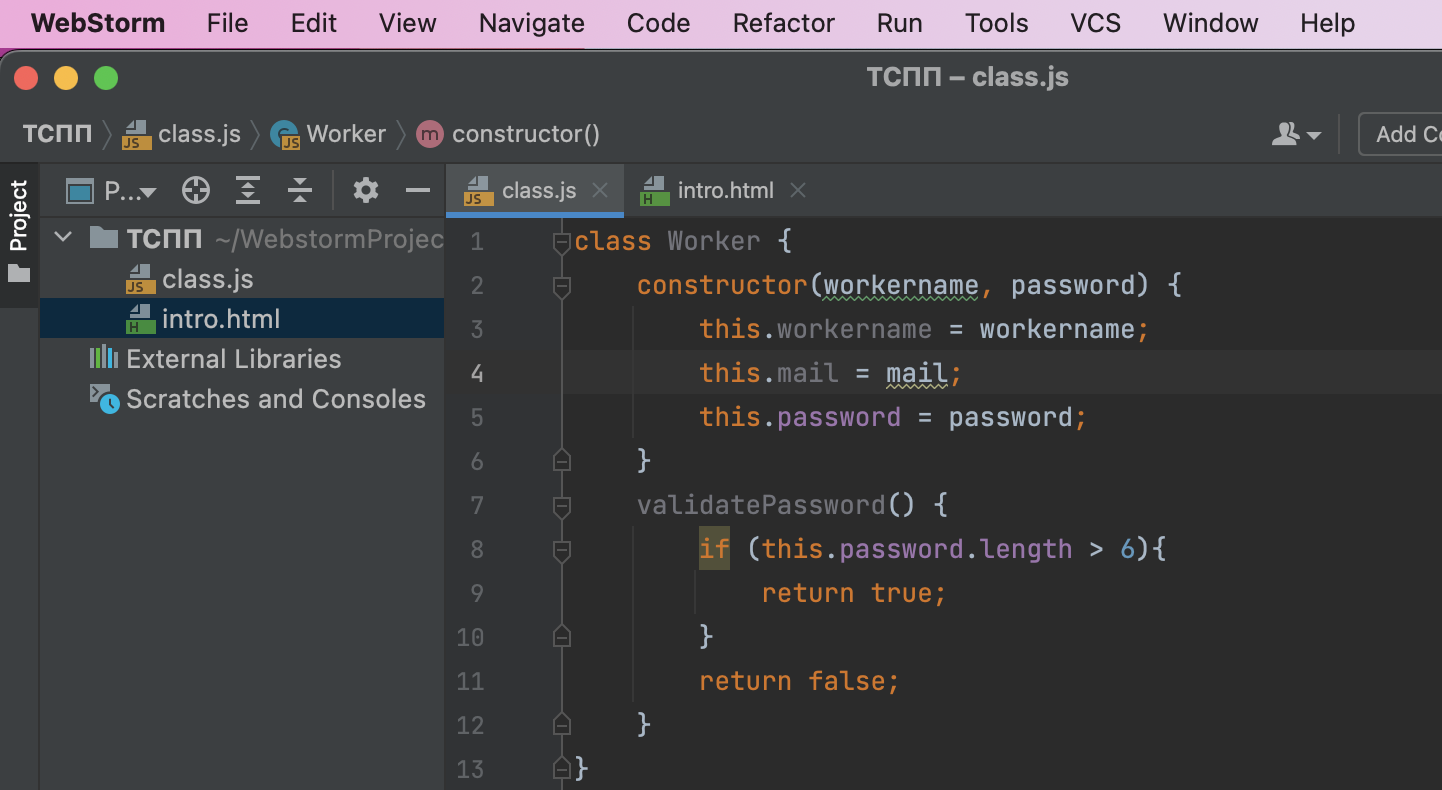 WebStorm File Edit View Navigate Code Refactor Run Tools VCS Window Help
ТСПП – class.js
ТСПП class.js Worker constructor() Add Co
Project
P... class.js intro.html
ТСПП ~/WebstormProjec
class.js
intro.html
External Libraries
Scratches and Consoles
1 class Worker {
2 constructor(workername, password) {
3 this.workername = workername;
4 this.mail = mail;
5 this.password = password;
6 }
7 validatePassword() {
8 if (this.password.length > 6){
9 return true;
10 }
11 return false;
12 }
13 }